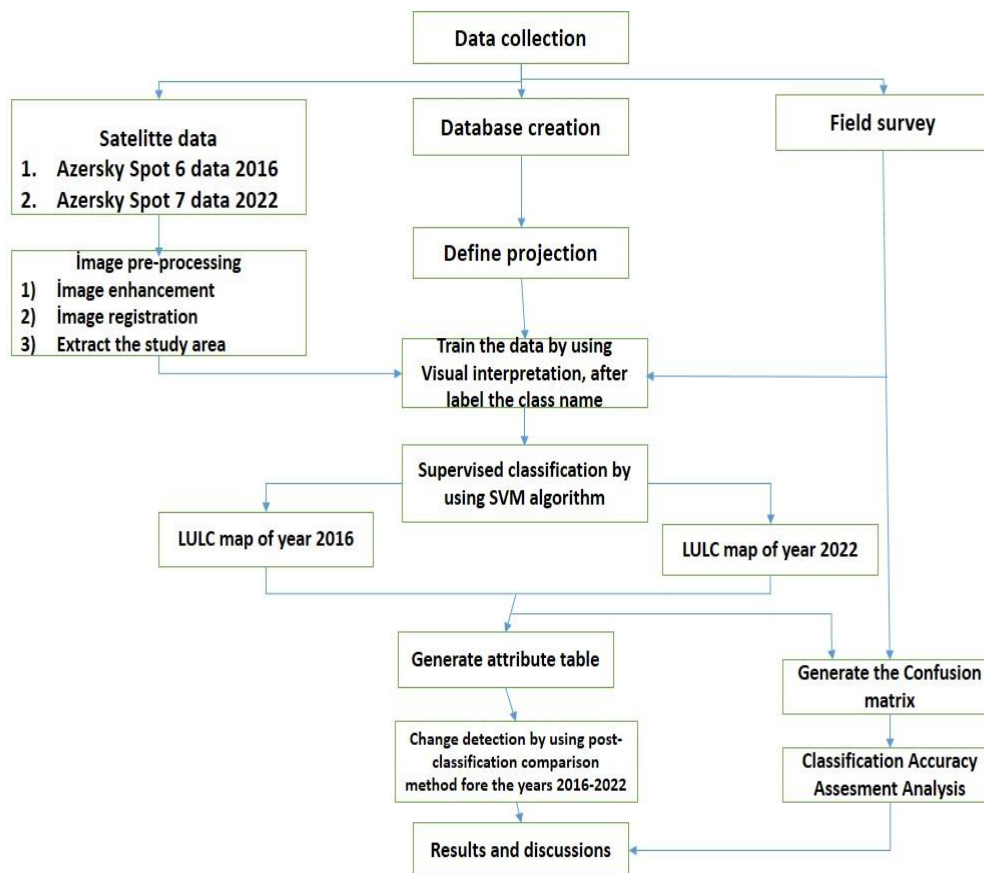 Data collection
Satelitte data
1. Azersky Spot 6 data 2016
2. Azersky Spot 7 data 2022
Database creation
Field survey
İmage pre-processing
1) İmage enhancement
2) İmage registration
3) Extract the study area
Define projection
Train the data by using
Visual interpretation, after
label the class name
Supervised classification by
using SVM algorithm
LULC map of year 2016
LULC map of year 2022
Generate attribute table
Generate the Confusion
matrix
Change detection by using post-
classification comparison
method fore the years 2016-2022
Classification Accuracy
Assesment Analysis
Results and discussions